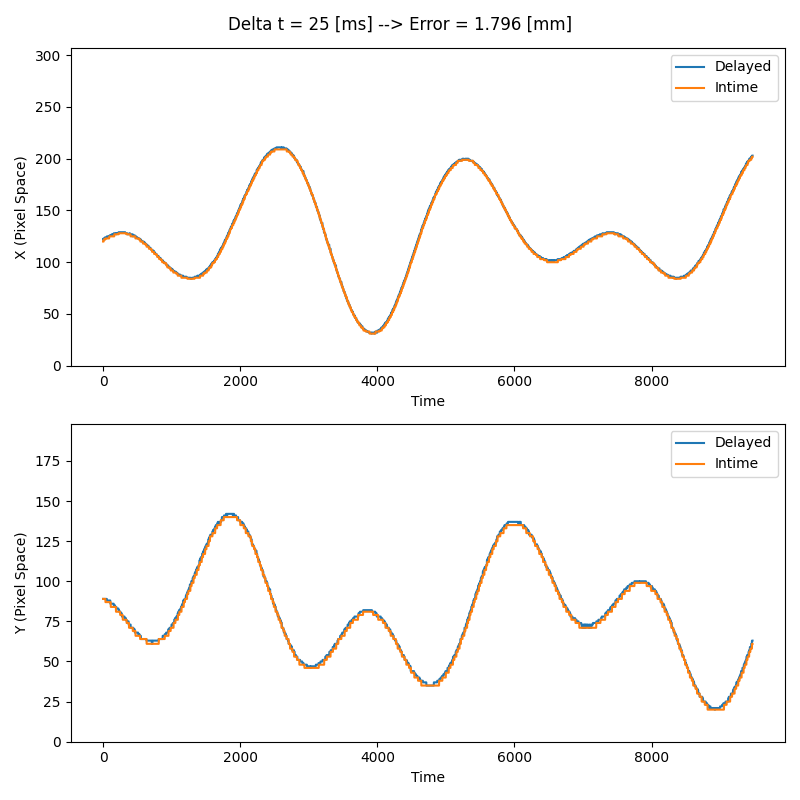 Delta t = 25 [ms] --> Error = 1.796 [mm]
300
250
200
150
100
50
0
X (Pixel Space)
Delayed
Intime
0 2000 4000 6000 8000
Time
175
150
125
100
75
50
25
0
Y (Pixel Space)
Delayed
Intime
0 2000 4000 6000 8000
Time